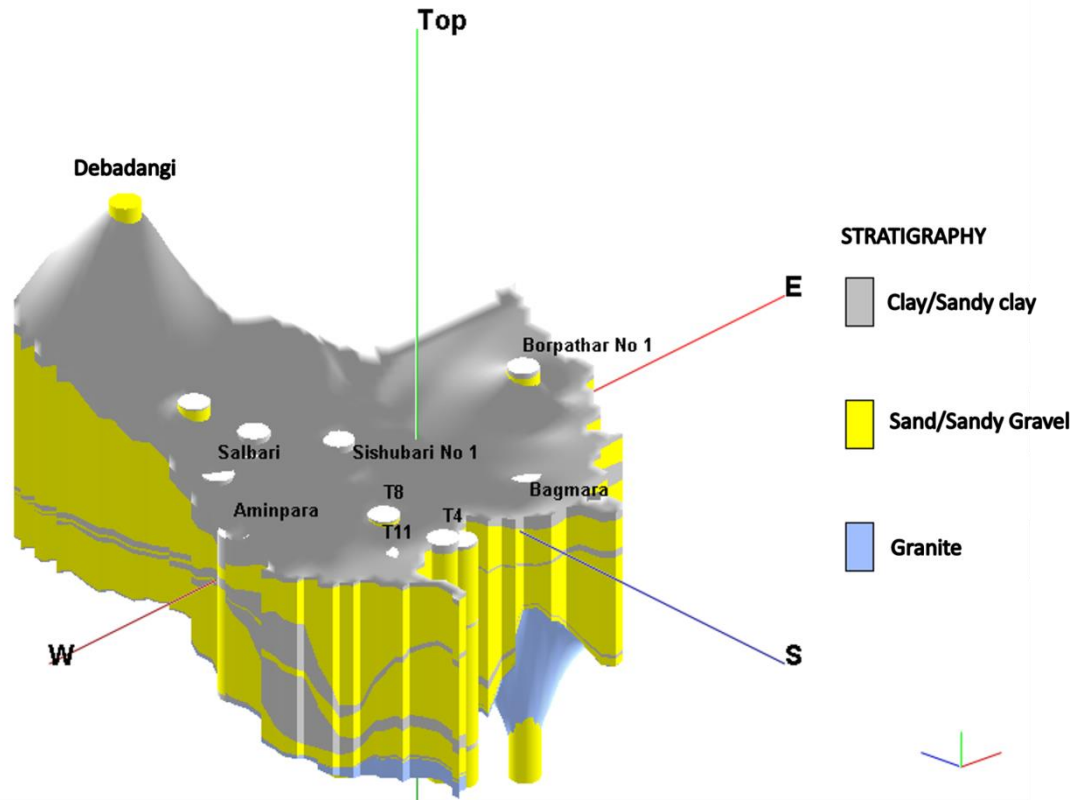 Top
Debadangi
E
STRATIGRAPHY
Clay/Sandy clay
Borpathar No 1
Sand/Sandy Gravel
Salbari
Sishubari No 1
Bagmara
T8
Aminpara
T4
T11
Granite
W
S